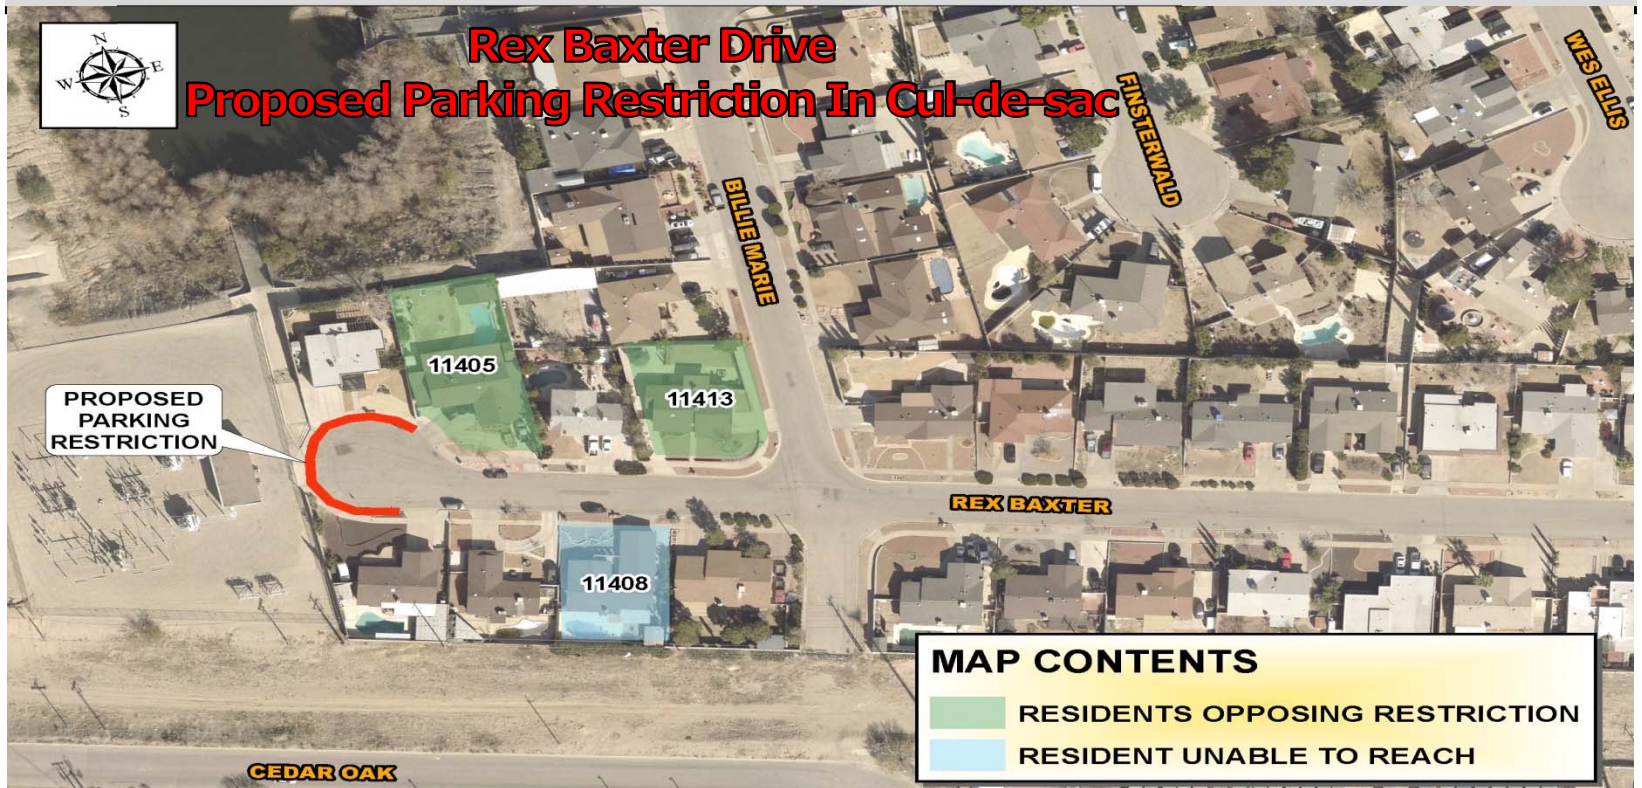 Rex Baxter Drive
Proposed Parking Restriction In Cul-de-sac
N
W
E
S
WES ELLIS
FINSTERWALD
BILLIE MARIE
11405
11413
PROPOSED
PARKING
RESTRICTION
REX BAXTER
11408
MAP CONTENTS
RESIDENTS OPPOSING RESTRICTION
RESIDENT UNABLE TO REACH
CEDAR OAK